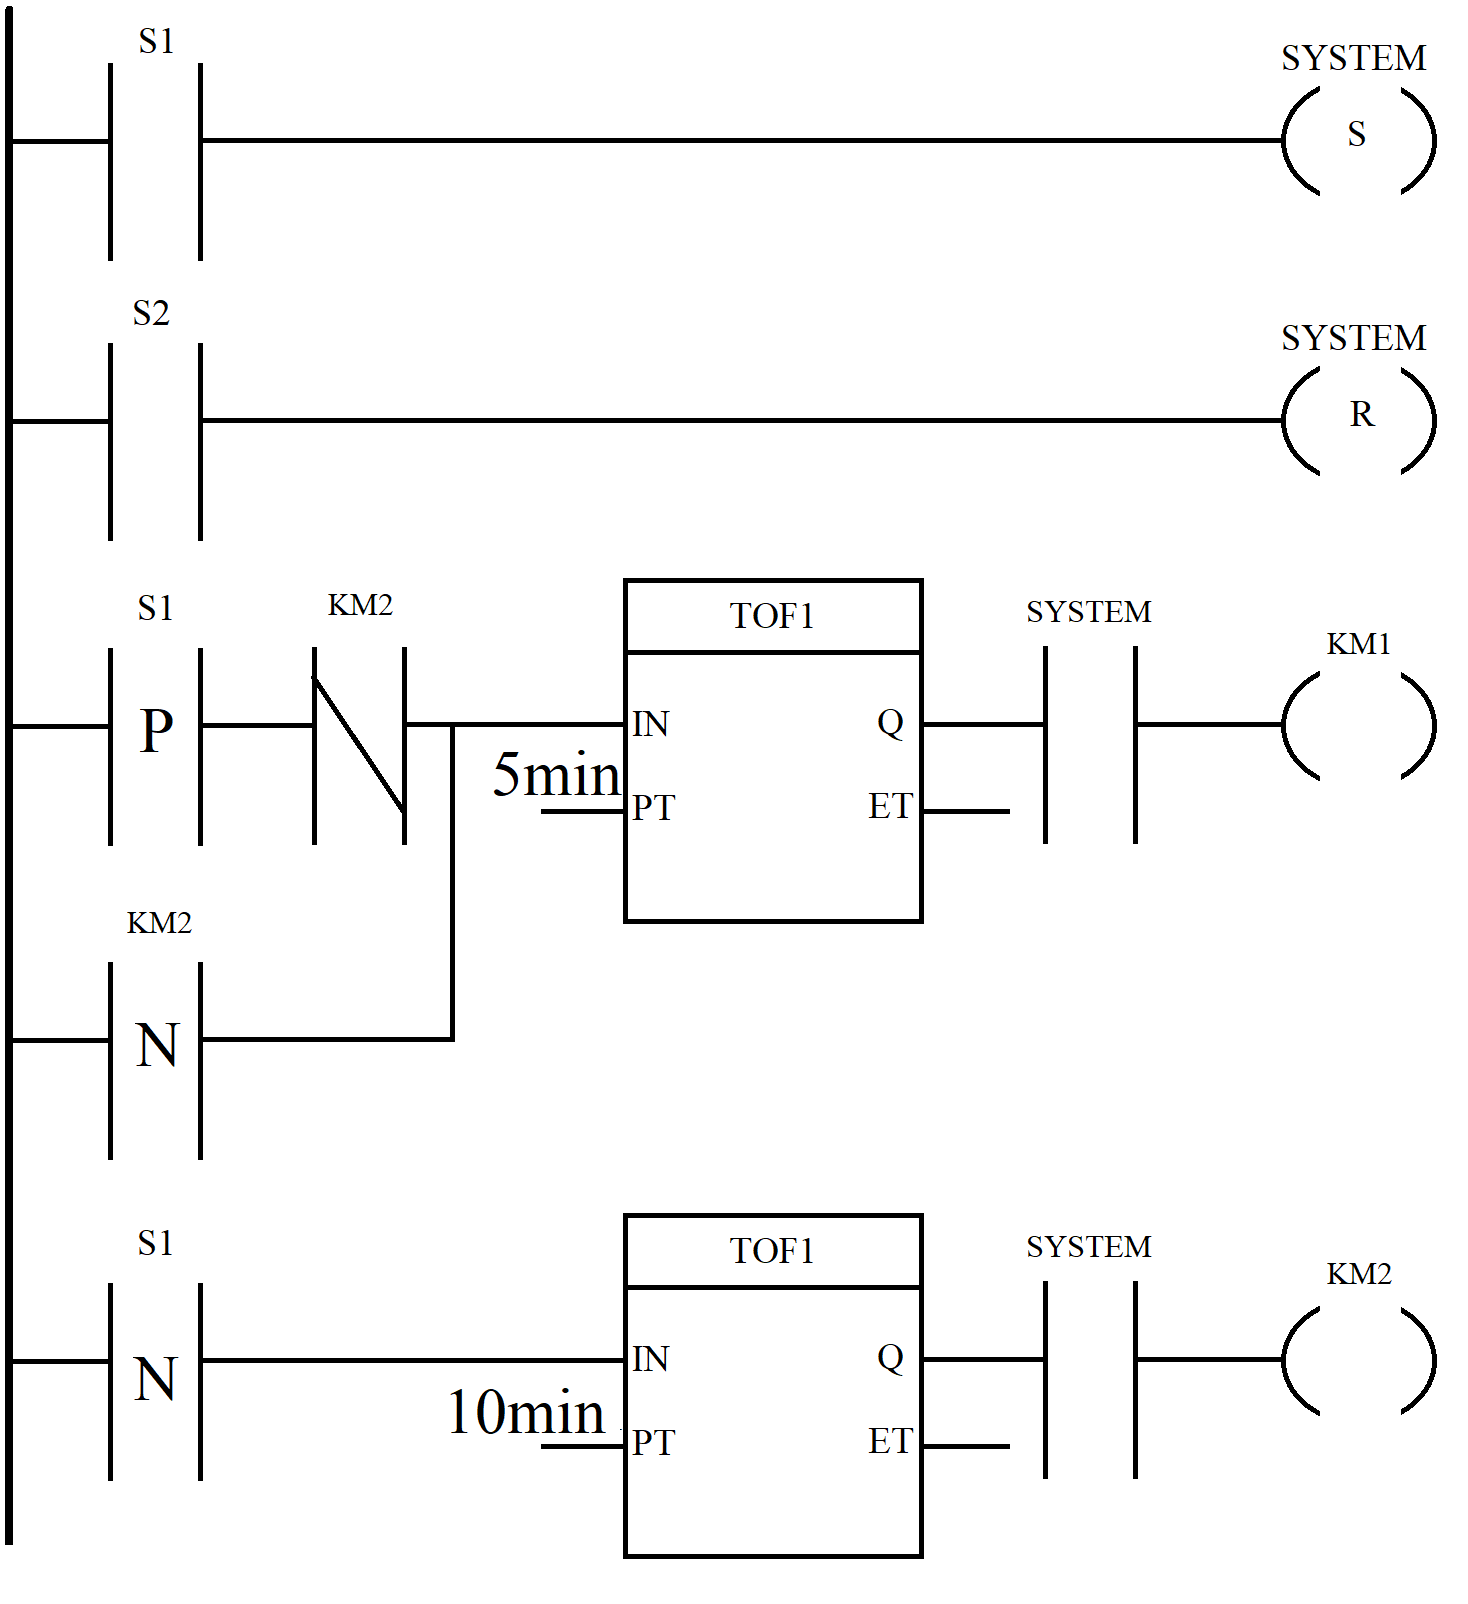 S1
SYSTEM
S
S2
SYSTEM
R
S1
KM2
TOF1
SYSTEM
KM1
P
IN
Q
5min
PT
ET
KM2
N
S1
TOF1
SYSTEM
KM2
N
IN
Q
10min
PT
ET